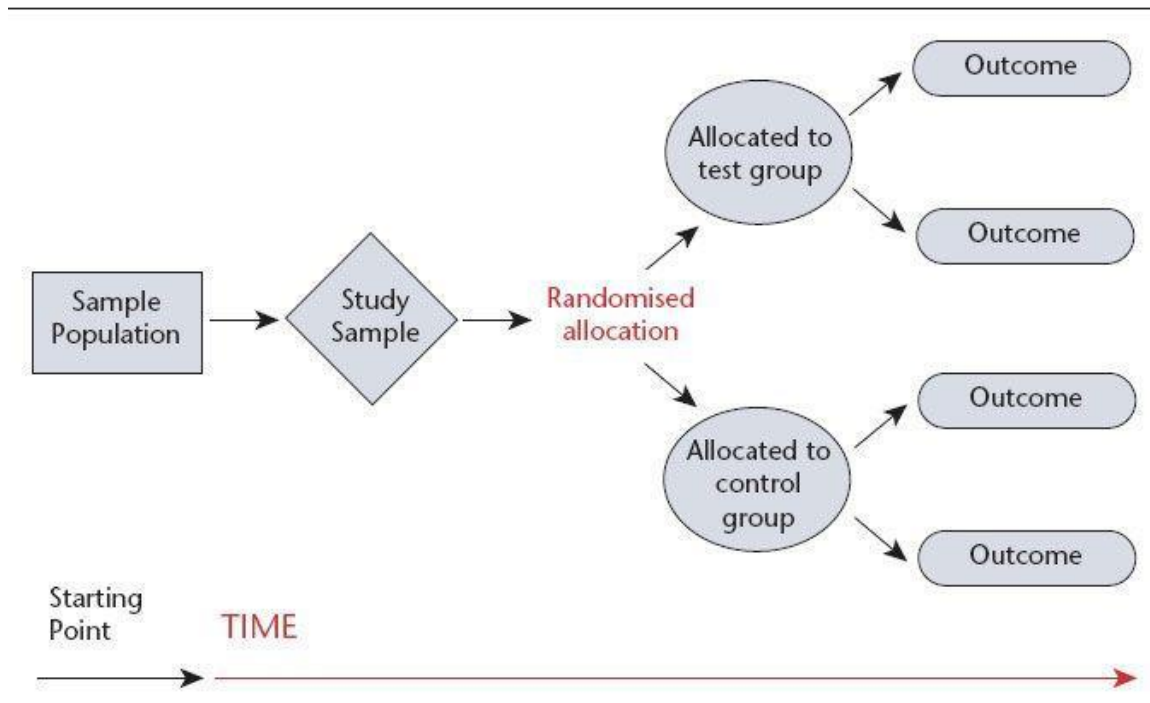 Sample
Population
Study
Sample
Randomised
allocation
Allocated to
test group
Outcome
Outcome
Allocated to
control
group
Outcome
Outcome
Starting
Point
TIME